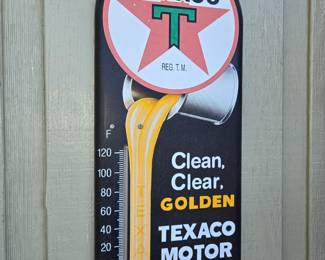 T
REG. T.M.
F°
120
100
80
60
40
20
Clean,
Clear,
GOLDEN
TEXACO
MOTOR